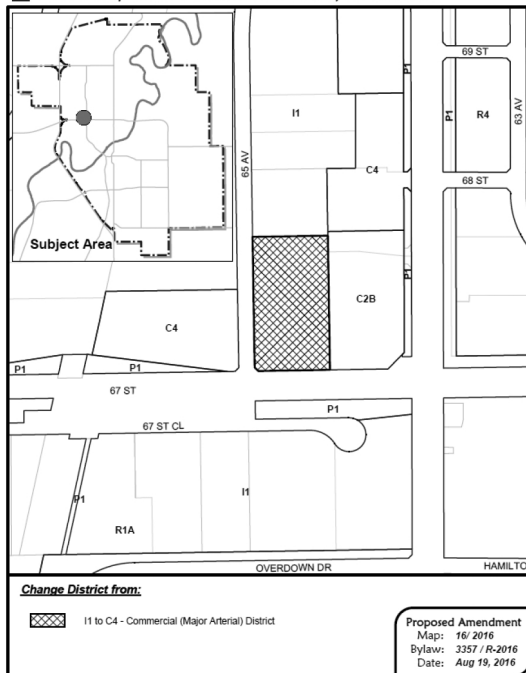 69 ST
P1
I1
P1
R4
63 AV
65 AV
C4
68 ST
Subject Area
P1
C2B
C4
P1
P1
67 ST
P1
67 ST CL
P1
I1
R1A
OVERDOWN DR
HAMILTO
Change District from:
I1 to C4 - Commercial (Major Arterial) District
Proposed Amendment
Map: 16/ 2016
Bylaw: 3357 / R-2016
Date: Aug 19, 2016